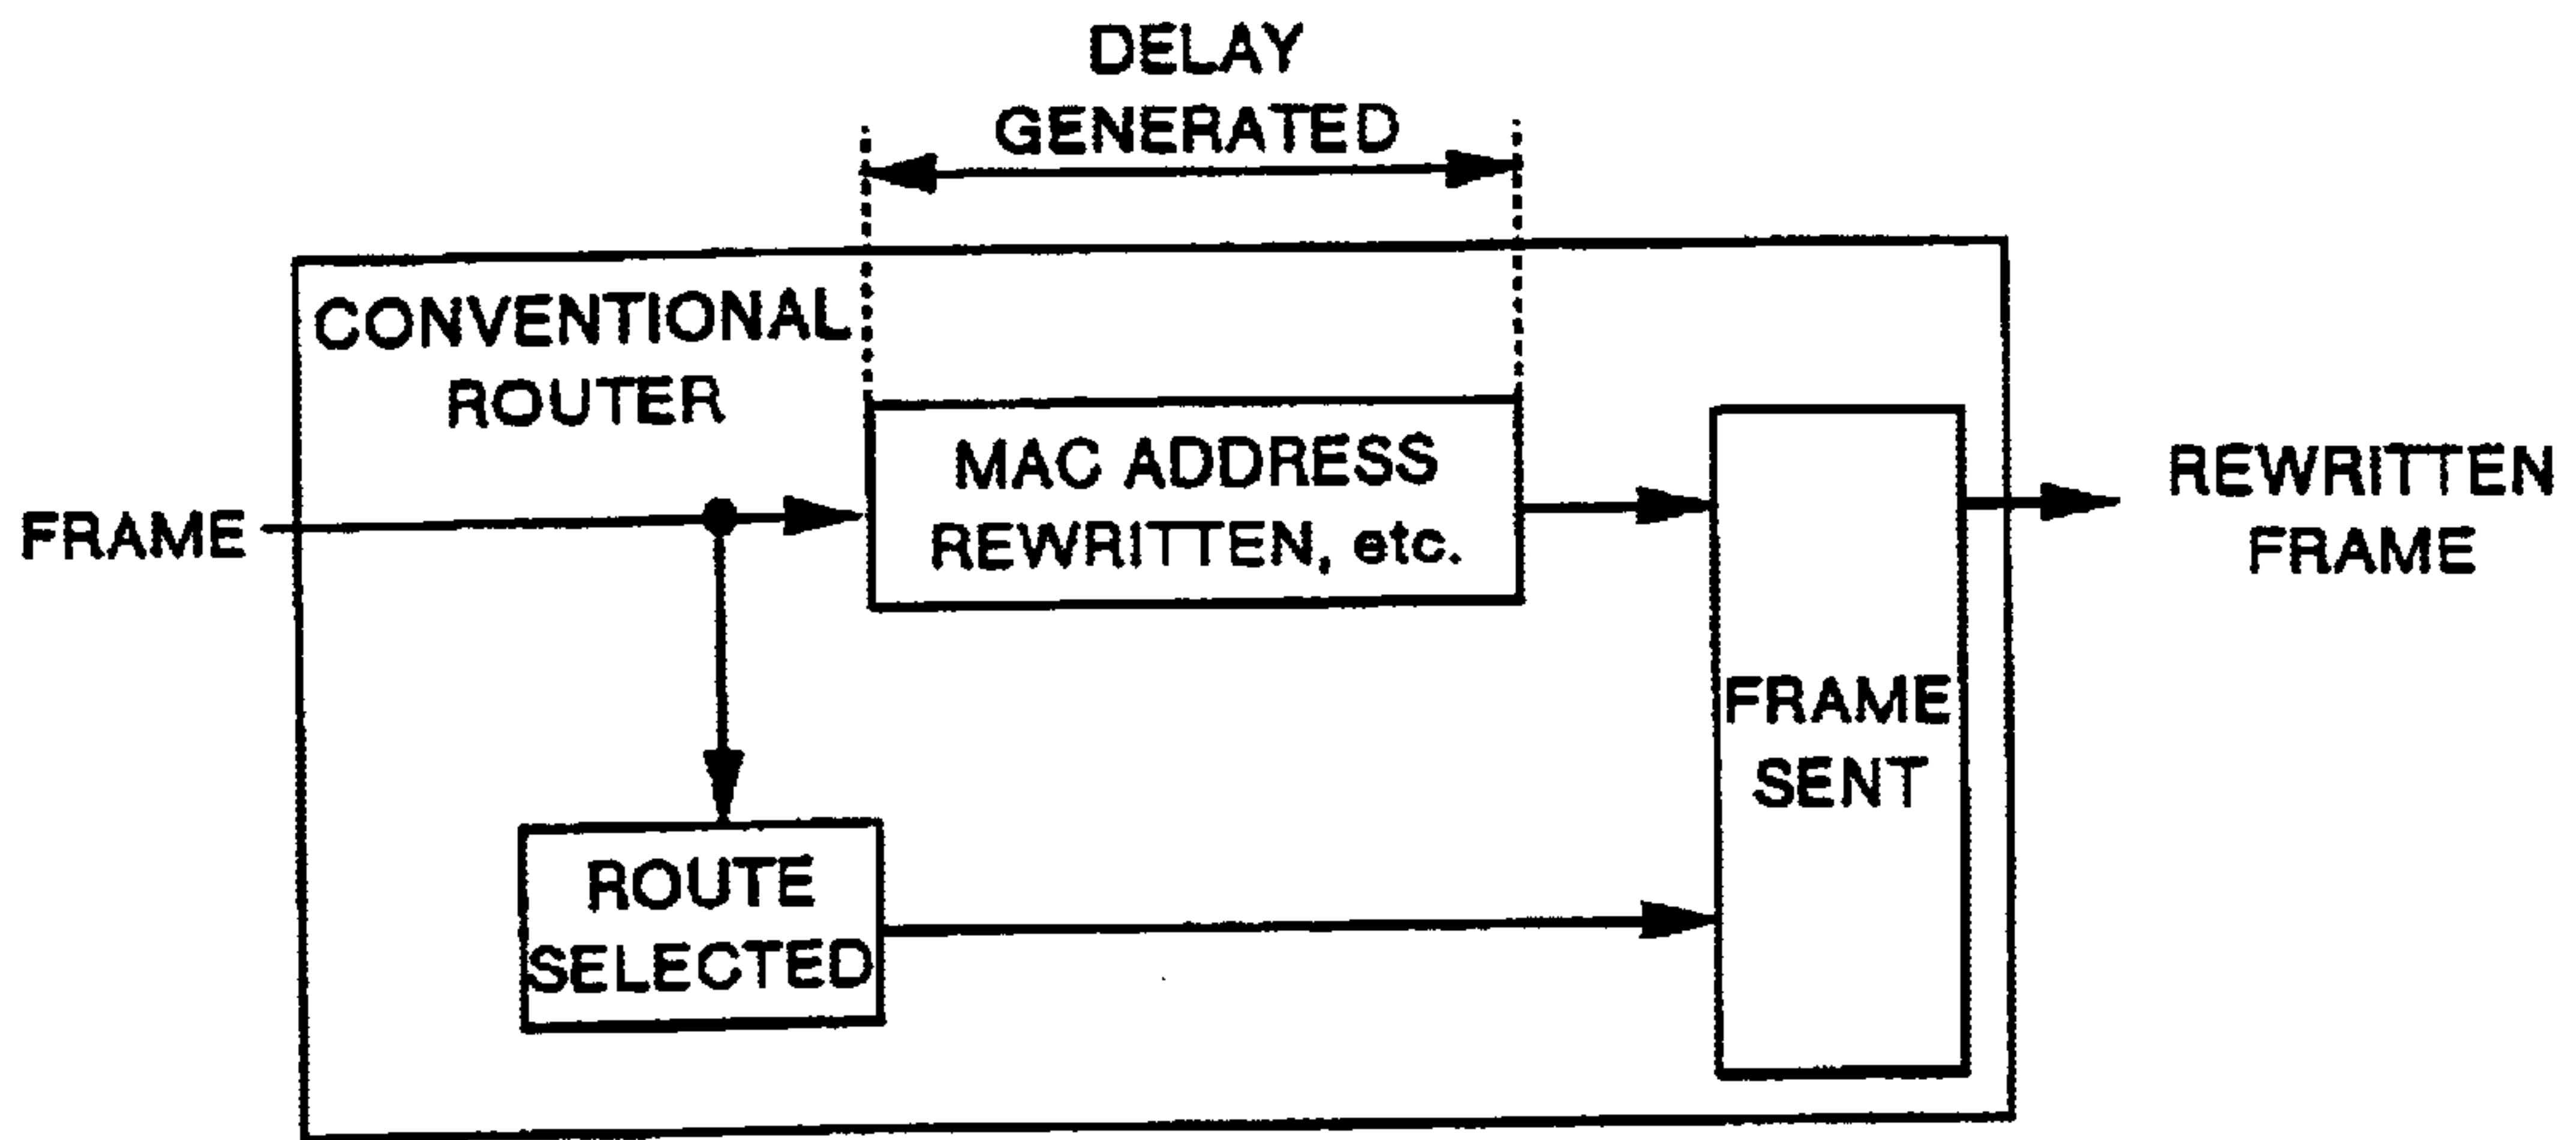 DELAY
GENERATED
CONVENTIONAL
ROUTER
FRAME
MAC ADDRESS
REWRITTEN, etc.
REWRITTEN
FRAME
FRAME
SENT
ROUTE
SELECTED